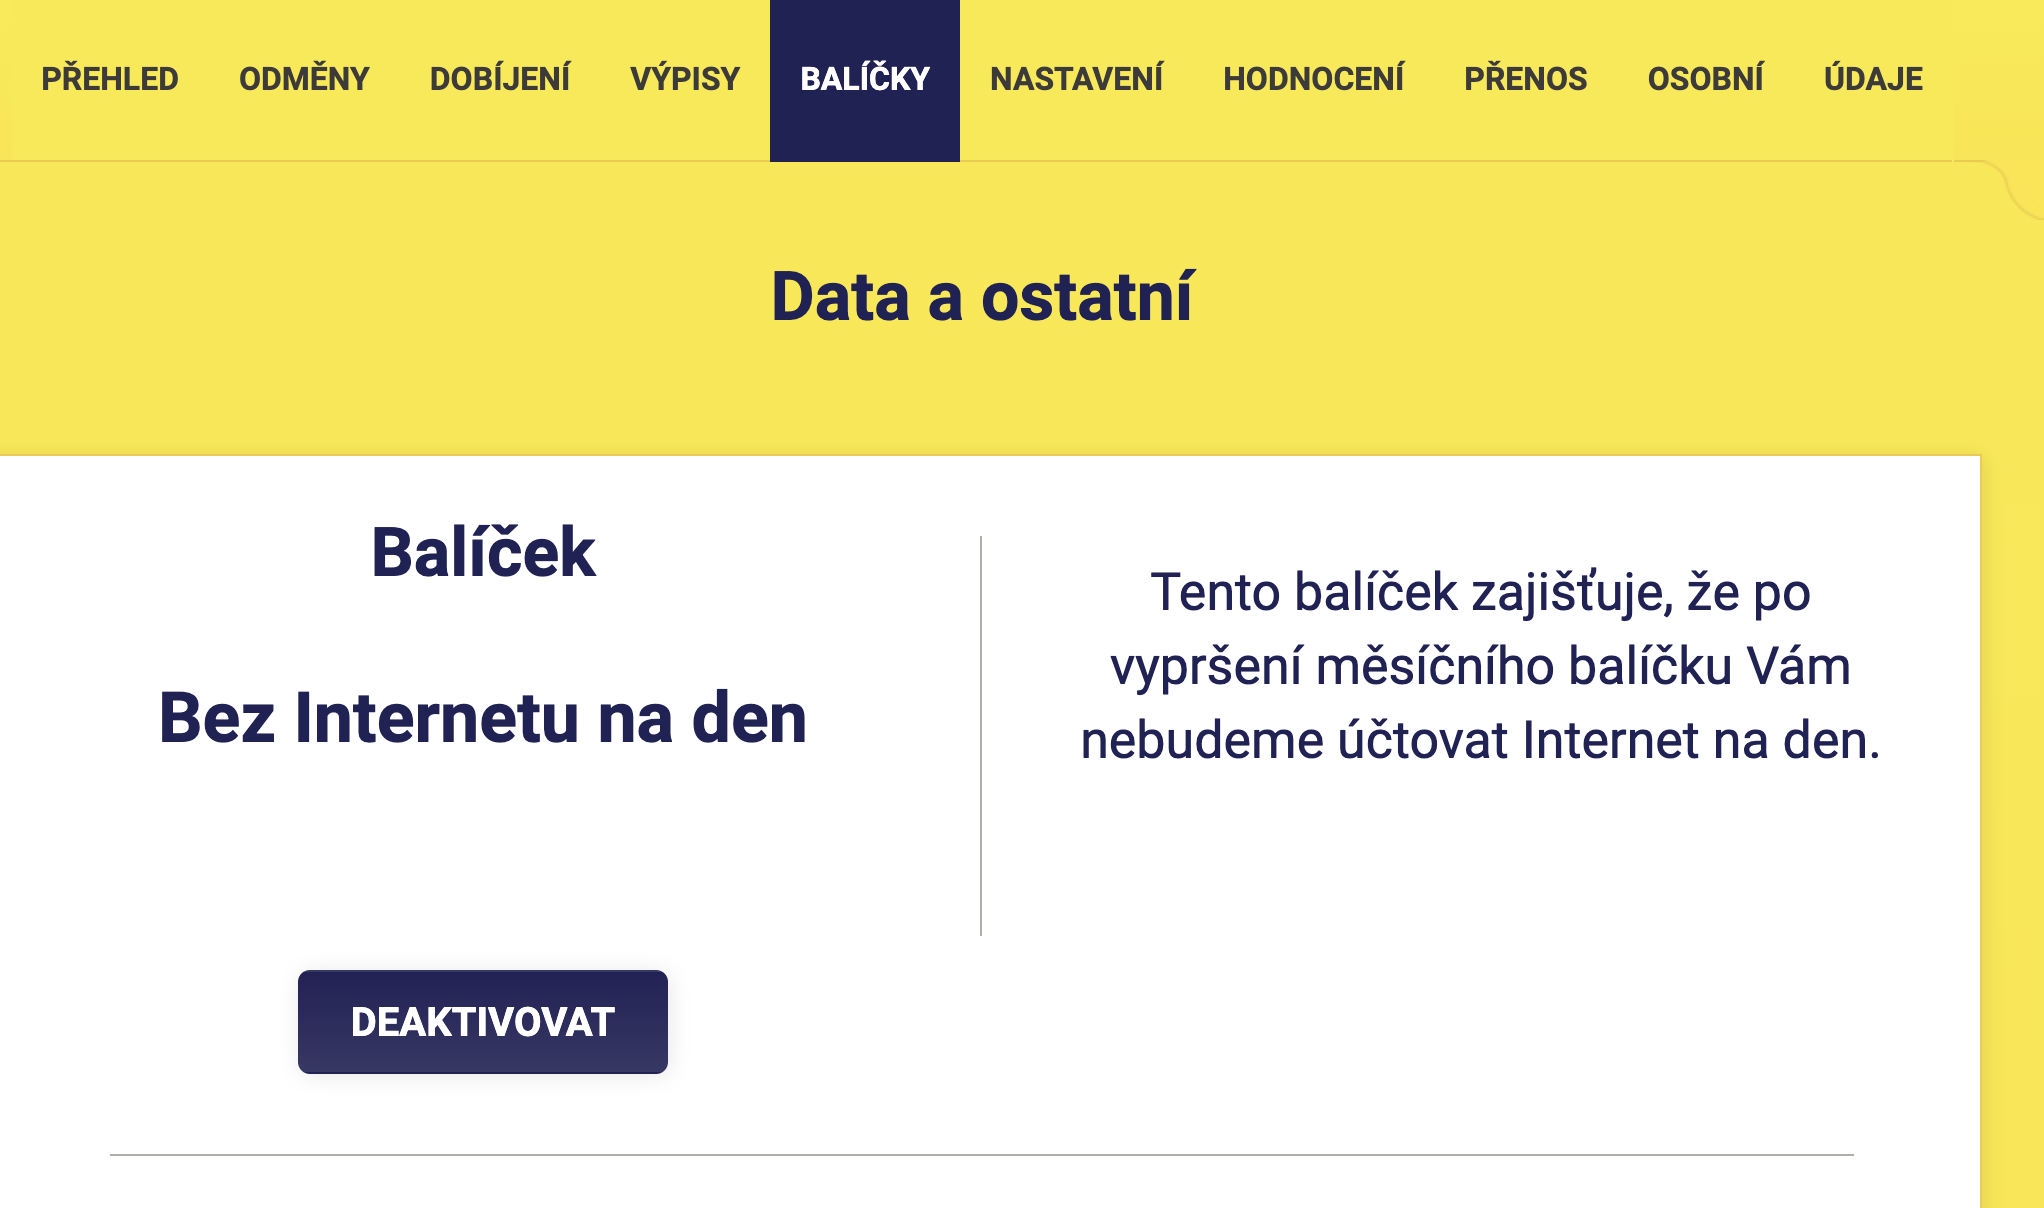 PŘEHLED ODMĚNY DOBÍJENÍ VÝPISY BALÍČKY NASTAVENÍ HODNOCENÍ PŘENOS OSOBNÍ ÚDAJE
Data a ostatní
Balíček
Bez Internetu na den
DEAKTIVOVAT
Tento balíček zajišťuje, že po
vypršení měsíčního balíčku Vám
nebudeme účtovat Internet na den.